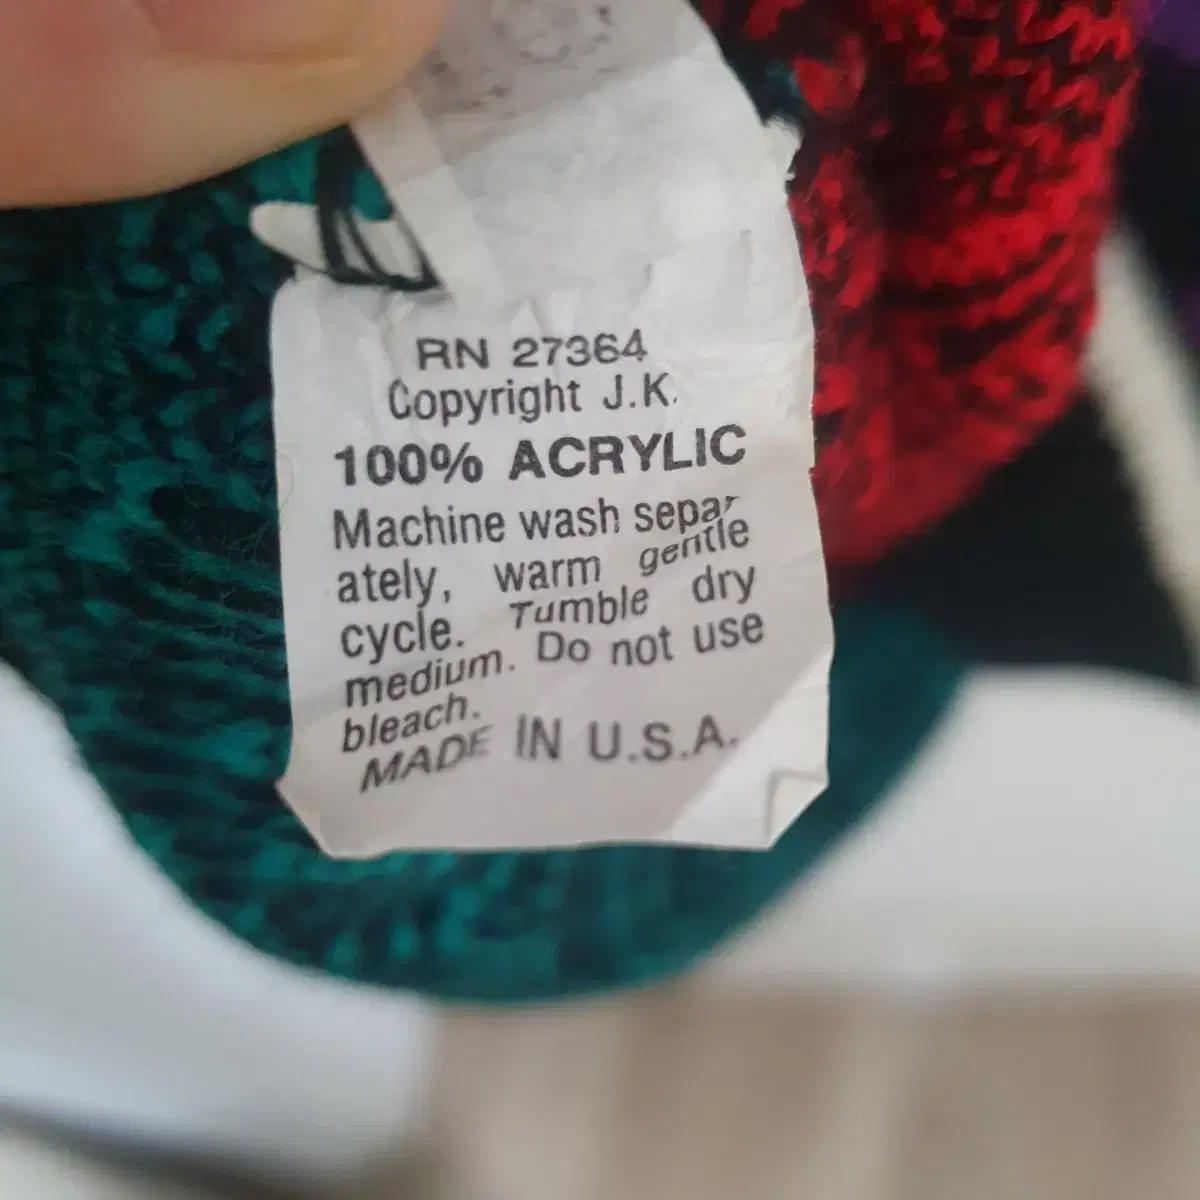 RN 27364
Copyright J.K.
100% ACRYLIC
Machine wash separ
ately, warm gentle
cycle. Tumble dry
medium. Do not use
bleach.
MADE IN U.S.A.